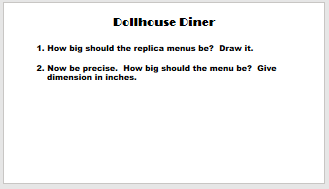 Dollhouse Diner
1. How big should the replica menus be? Draw it.
2. Now be precise. How big should the menu be? Give
dimension in inches.